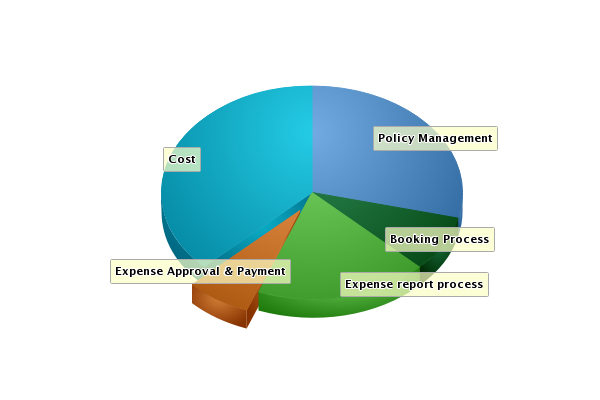 Policy Management
Cost
Booking Process
Expense Approval & Payment
Expense report process